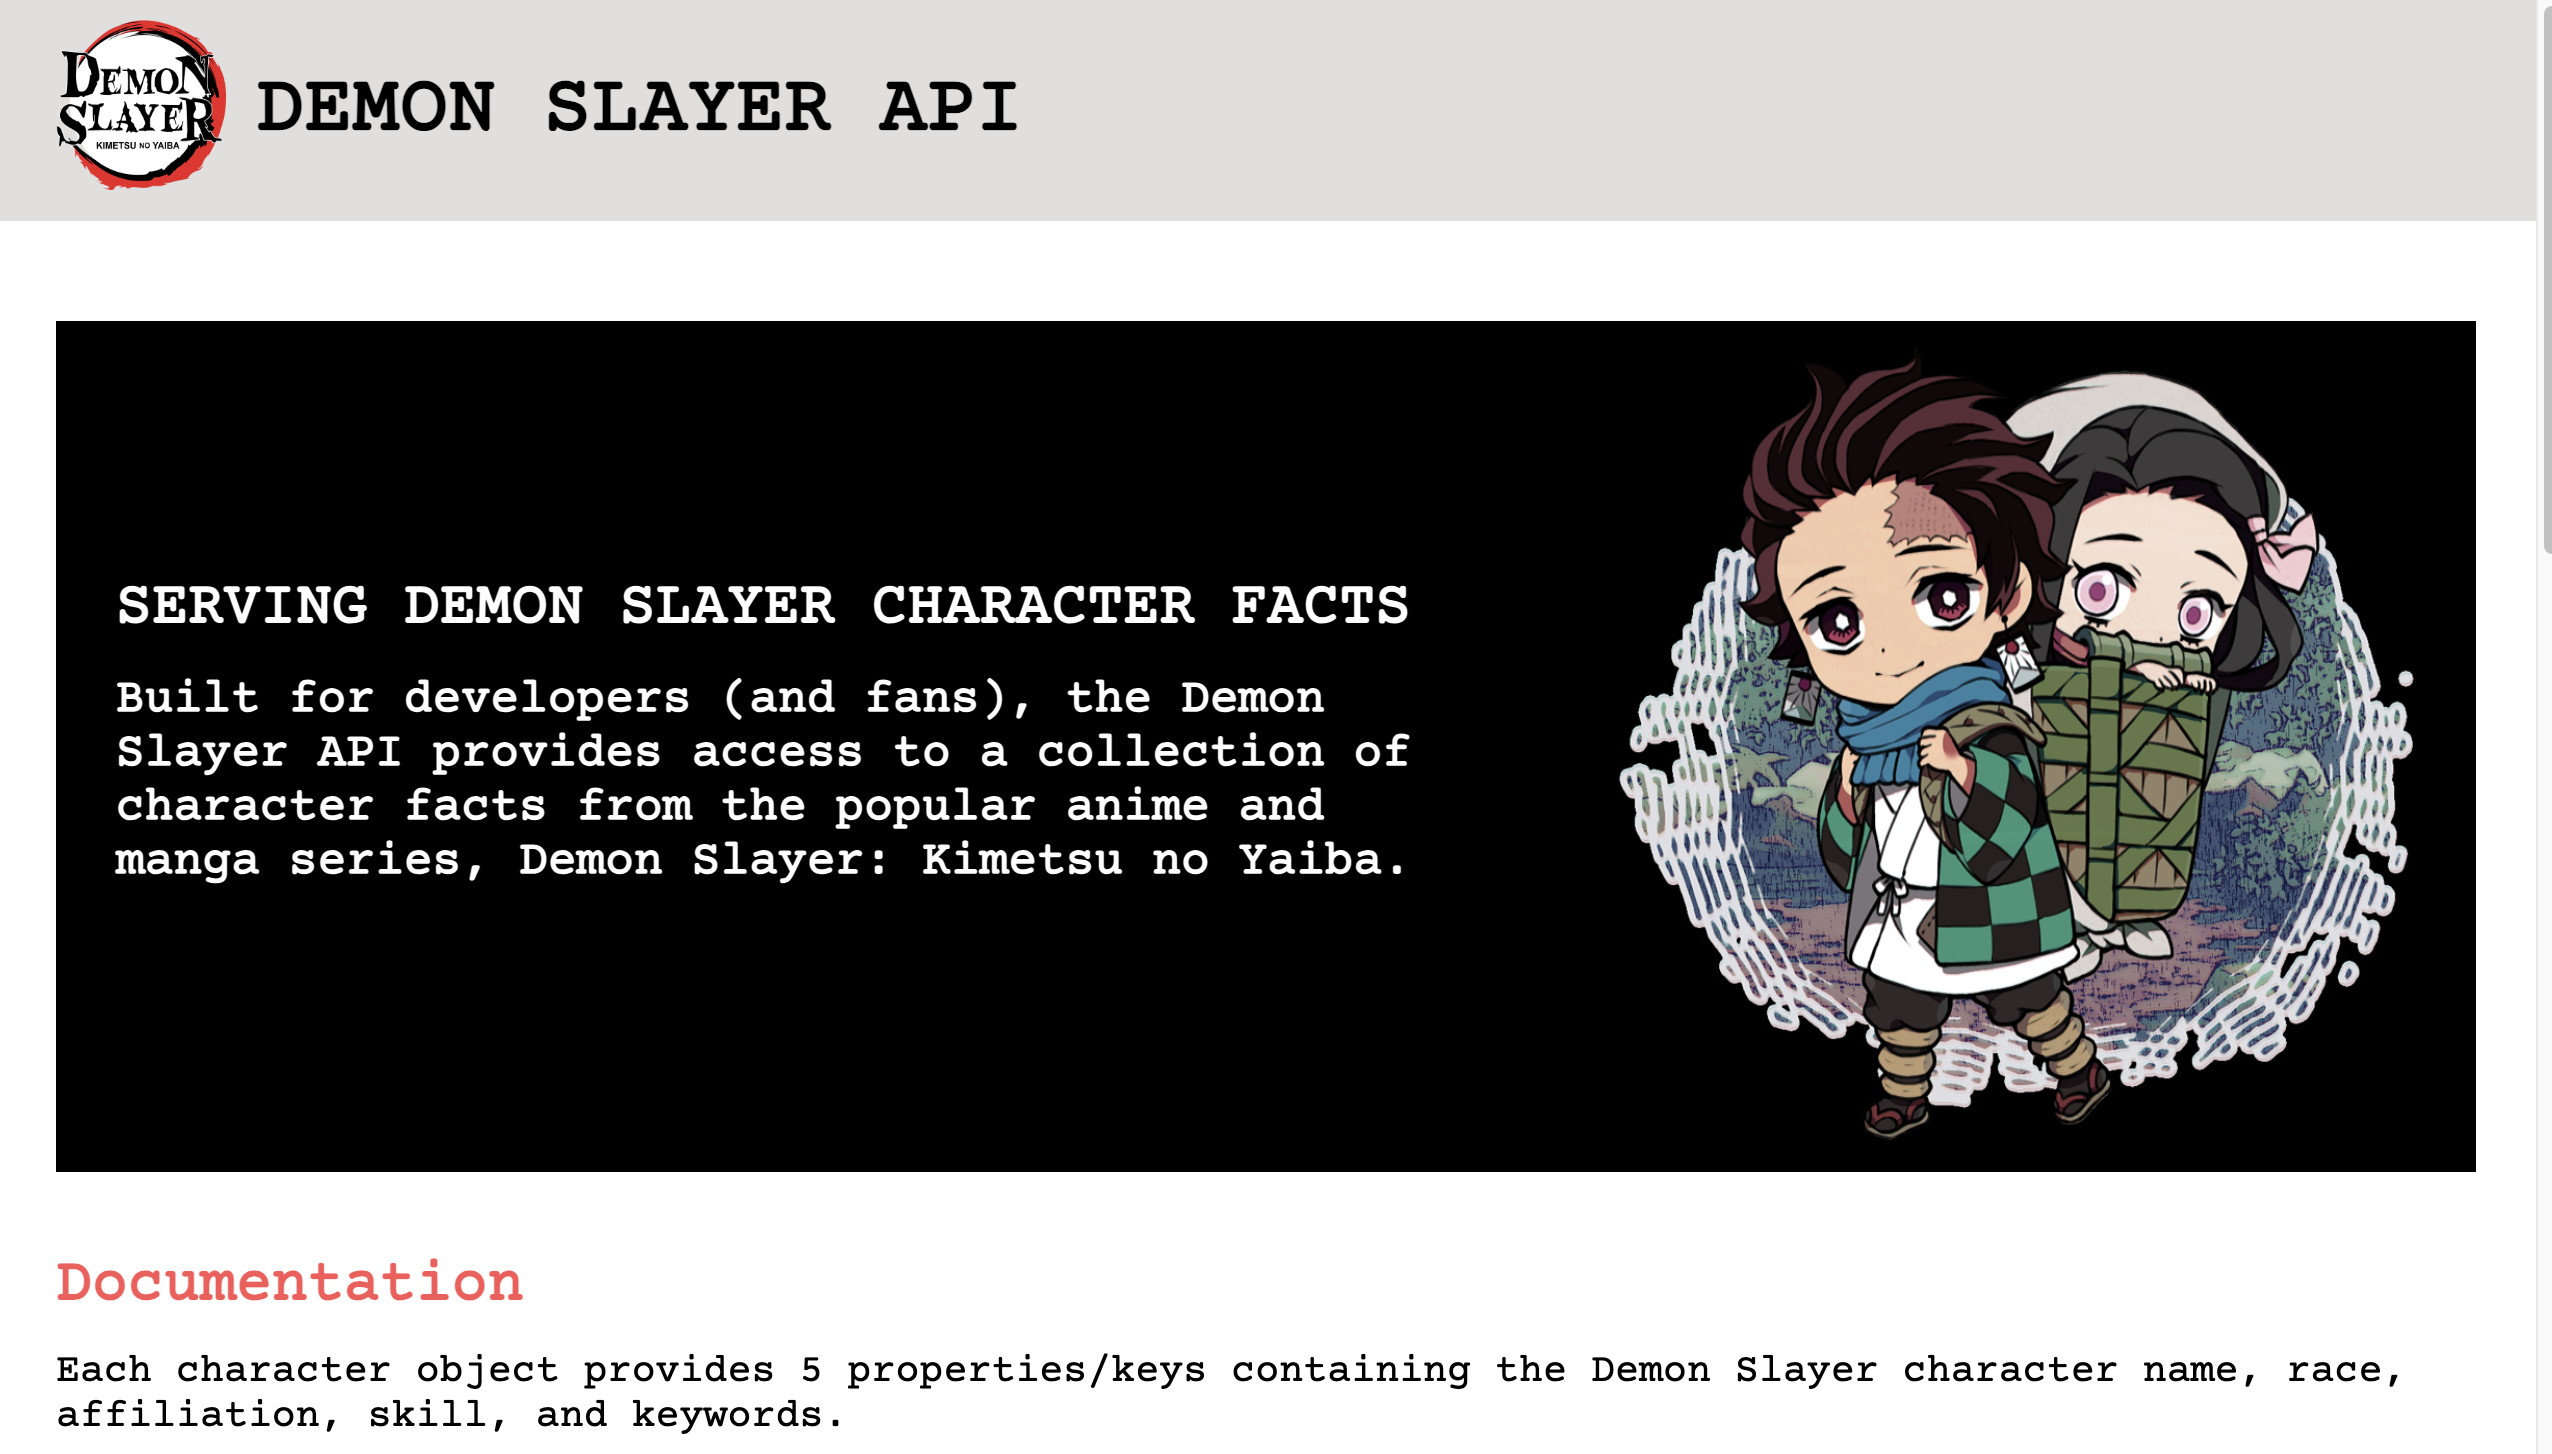 DEMON
SLAYER
KIMETSU NO YAIBA
DEMON SLAYER API
SERVING DEMON SLAYER CHARACTER FACTS
Built for developers (and fans), the Demon
Slayer API provides access to a collection of
character facts from the popular anime and
manga series, Demon Slayer: Kimetsu no Yaiba.
Documentation
Each character object provides 5 properties/keys containing the Demon Slayer character name, race,
affiliation, skill, and keywords.